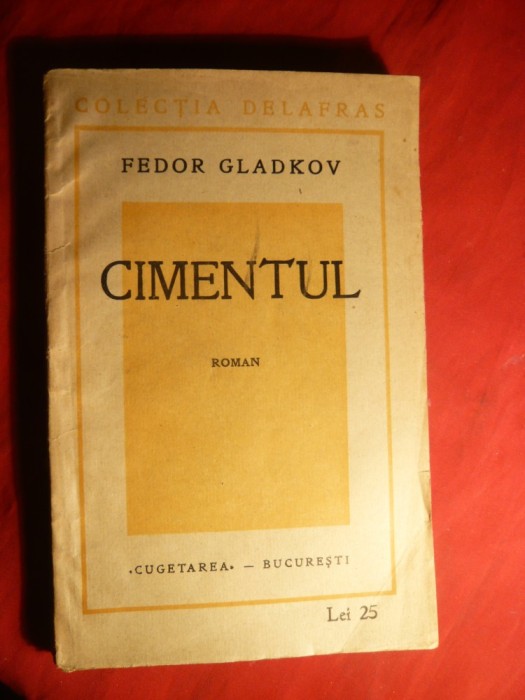 COLECȚIA DELAFRAS
FEDOR GLADKOV
CIMENTUL
ROMAN
•CUGETAREA• — BUCUREȘTI
Lei 25